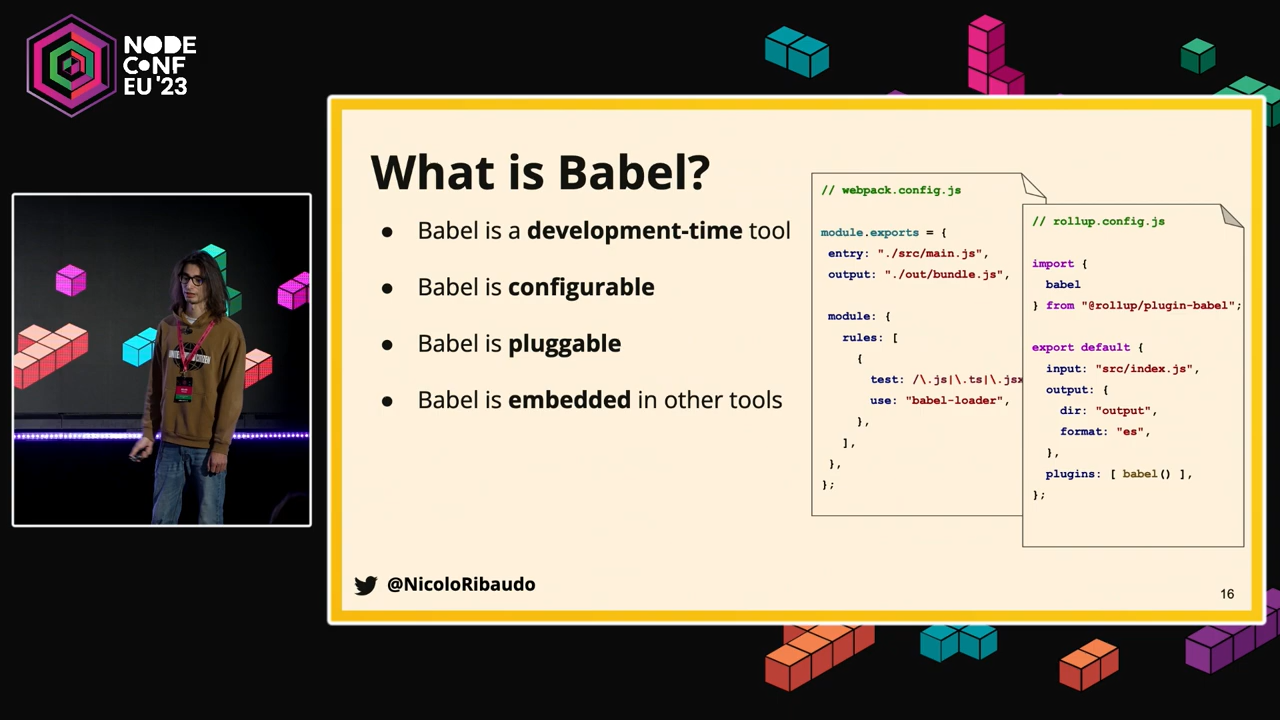 NODE
CONF
EU '23
What is Babel?
● Babel is a development-time tool
● Babel is configurable
● Babel is pluggable
● Babel is embedded in other tools
// webpack.config.js
module.exports = {
entry: "./src/main.js",
output: "./out/bundle.js",
module: {
rules: [
{
test: /\.js|\.ts|\.jsx
use: "babel-loader",
},
],
},
};
// rollup.config.js
import {
babel
} from "@rollup/plugin-babel";
export default {
input: "src/index.js",
output: {
dir: "output",
format: "es",
},
plugins: [ babel() ],
};
@NicoloRibaudo
16